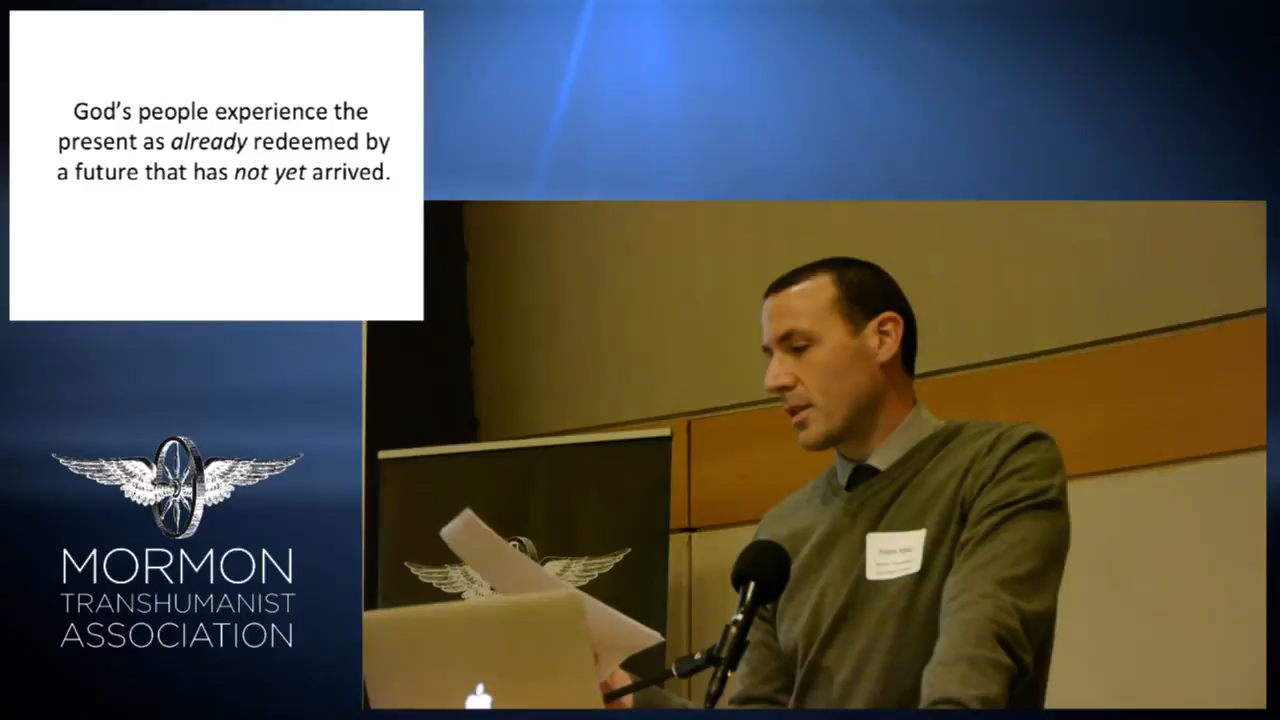 God’s people experience the
present as already redeemed by
a future that has not yet arrived.
MORMON
TRANSHUMANIST
ASSOCIATION